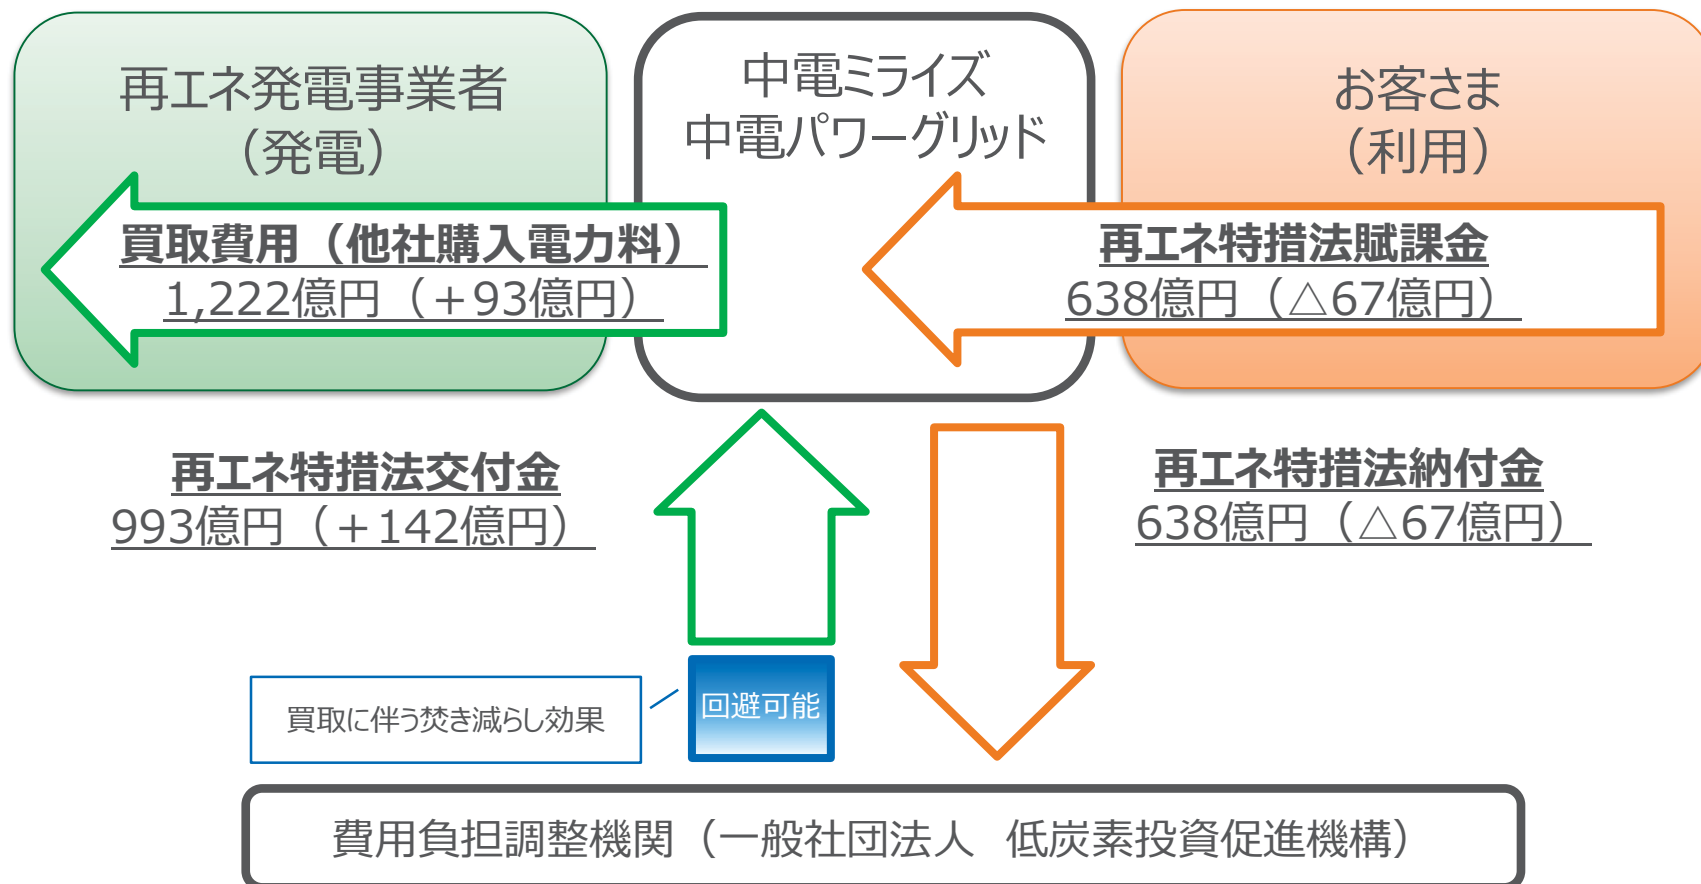 再エネ発電事業者
（発電）
中電ミライズ
中電パワーグリッド
お客さま
（利用）
買取費用（他社購入電力料）
1,222億円（＋93億円）
再エネ特措法賦課金
638億円（△67億円）
再エネ特措法交付金
993億円（＋142億円）
再エネ特措法納付金
638億円（△67億円）
買取に伴う焚き減らし効果
回避可能
費用負担調整機関（一般社団法人　低炭素投資促進機構）